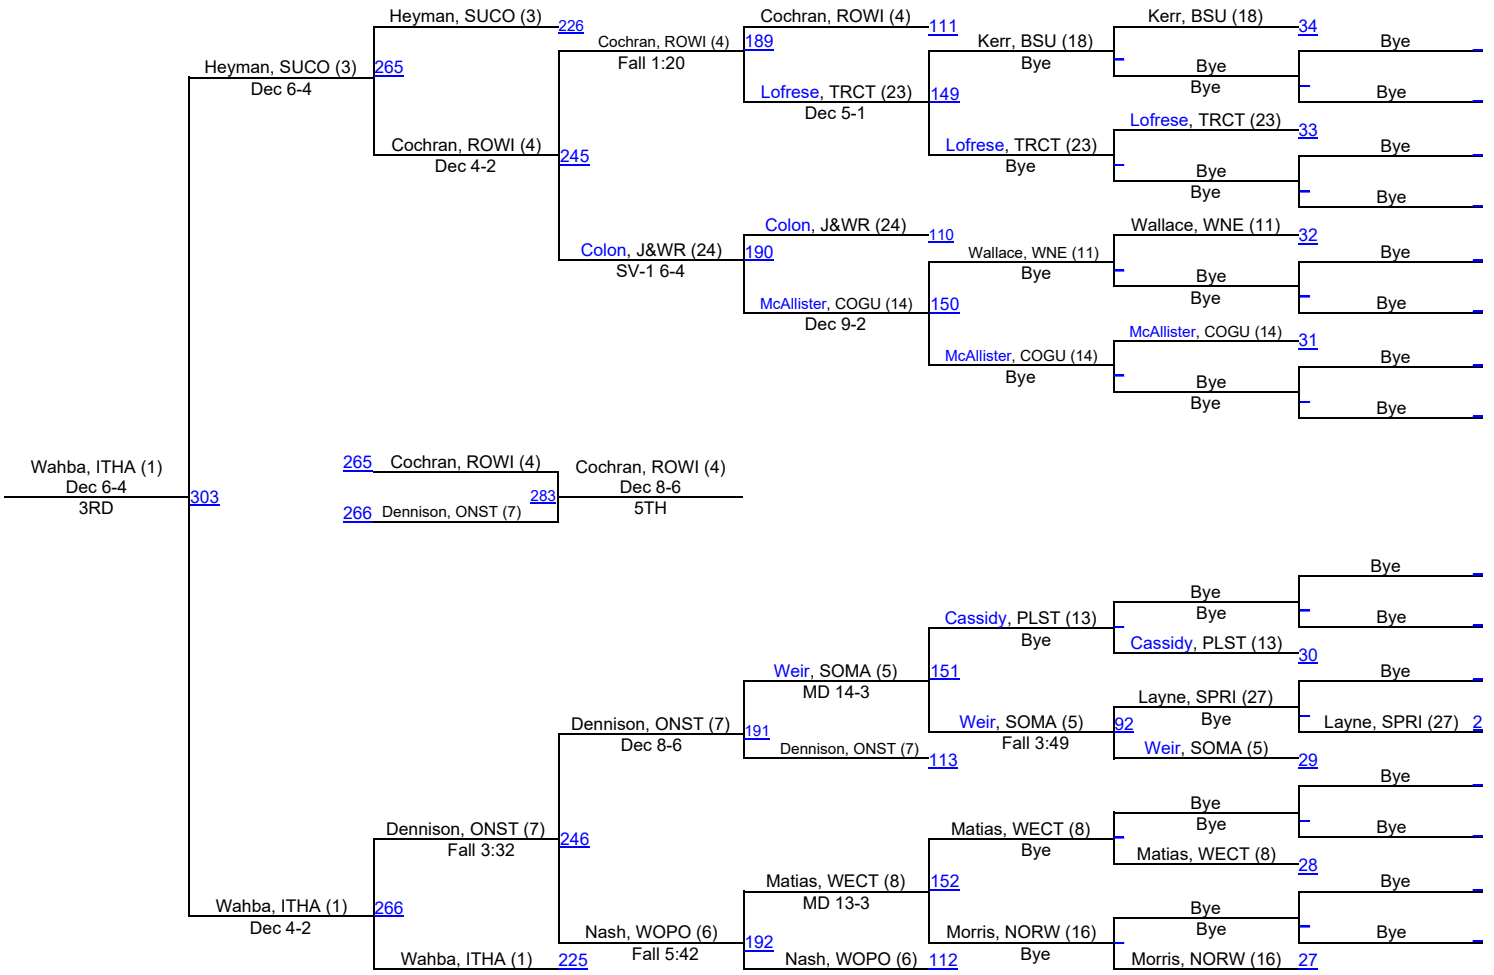 Heyman, SUCO (3)
226
Cochran, ROWI (4)
111
Kerr, BSU (18)
34
Cochran, ROWI (4)
Fall 1:20
189
Kerr, BSU (18)
Bye
Bye
Heyman, SUCO (3)
Dec 6-4
265
Bye
Bye
Lofrese, TRCT (23)
Dec 5-1
149
Bye
Lofrese, TRCT (23)
33
Cochran, ROWI (4)
Dec 4-2
245
Lofrese, TRCT (23)
Bye
Bye
Bye
Bye
Bye
Colon, J&WR (24)
110
Wallace, WNE (11)
32
Colon, J&WR (24)
SV-1 6-4
190
Wallace, WNE (11)
Bye
Bye
Bye
Bye
McAllister, COGU (14)
Dec 9-2
150
Bye
McAllister, COGU (14)
31
McAllister, COGU (14)
Bye
Bye
Bye
Bye
Bye
Wahba, ITHA (1)
Dec 6-4
3RD
303
265
Cochran, ROWI (4)
Cochran, ROWI (4)
283
Dec 8-6
5TH
266
Dennison, ONST (7)
Bye
Bye
Bye
Cassidy, PLST (13)
Bye
Bye
Cassidy, PLST (13)
30
Weir, SOMA (5)
MD 14-3
151
Bye
Layne, SPRI (27)
Bye
Dennison, ONST (7)
Dec 8-6
191
Weir, SOMA (5)
Fall 3:49
92
Layne, SPRI (27)
2
Dennison, ONST (7)
113
Weir, SOMA (5)
29
Bye
Bye
Bye
Dennison, ONST (7)
Fall 3:32
246
Matias, WECT (8)
Bye
Bye
Matias, WECT (8)
28
Matias, WECT (8)
MD 13-3
152
Bye
Wahba, ITHA (1)
Dec 4-2
266
Bye
Bye
Nash, WOPO (6)
Fall 5:42
192
Morris, NORW (16)
Bye
Bye
Wahba, ITHA (1)
225
Nash, WOPO (6)
112
Morris, NORW (16)
27